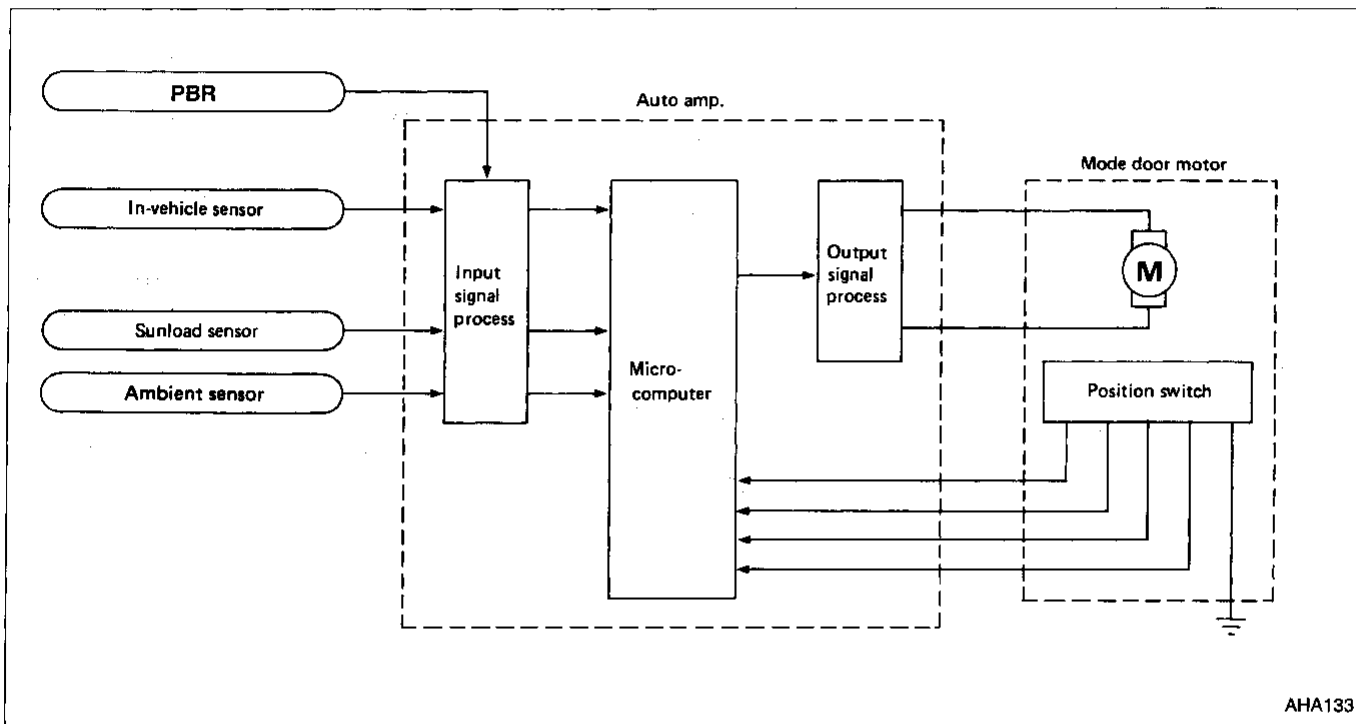 PBR
Auto amp.
Mode door motor
In-vehicle sensor
Input
signal
process
Output
signal
process
M
Sunload sensor
Micro-
computer
Ambient sensor
Position switch
AHA133